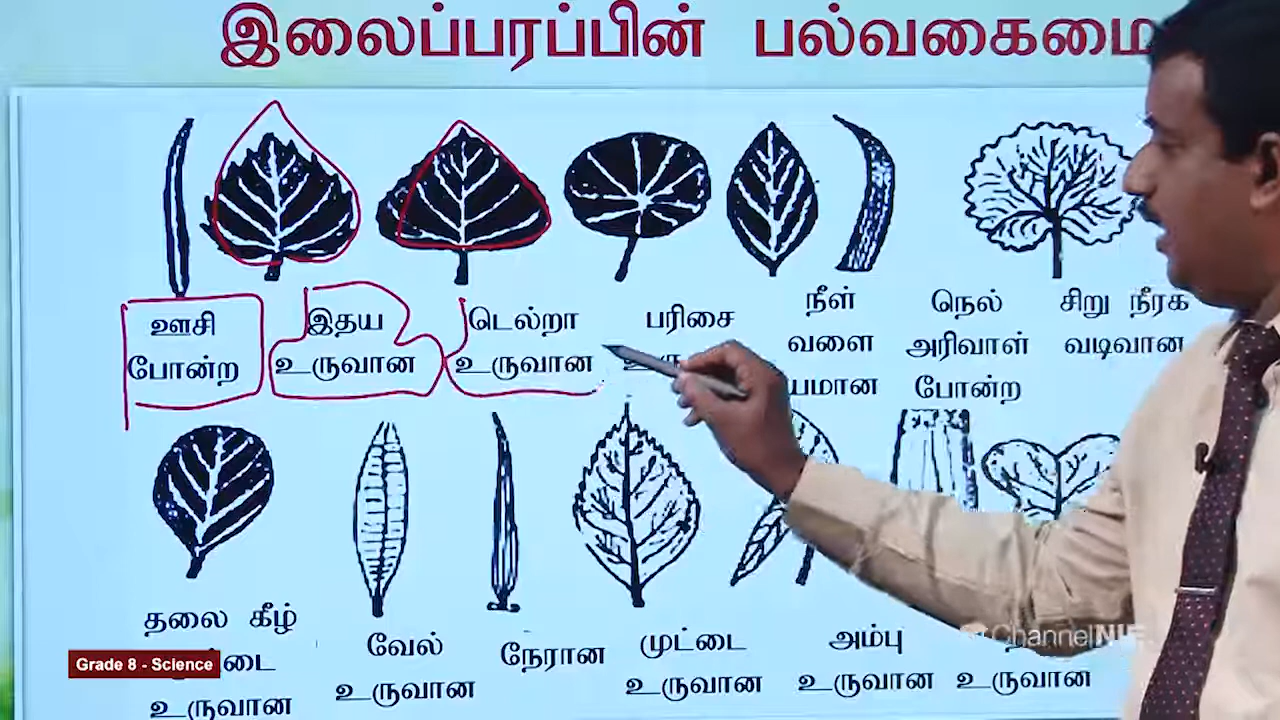 இலைப்பரப்பின் பல்வகைமை
ஊசி
போன்ற
இதய
உருவான
டெல்றா
உருவான
பரிசை
நீள்
வளை
யமான
நெல்
அரிவாள்
போன்ற
சிறு நீரக
வடிவான
தலை கீழ்
உருவான
வேல்
உருவான
நேரான
முட்டை
உருவான
அம்பு
உருவான
உருவான
Grade 8 - Science